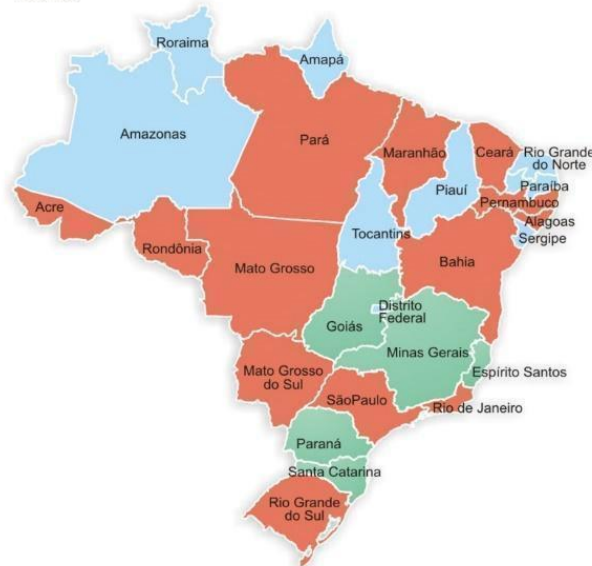 Roraima
Amapá
Amazonas
Pará
Maranhão
Ceará
Rio Grande
do Norte
Paraíba
Piauí
Pernambuco
Alagoas
Sergipe
Acre
Rondônia
Tocantins
Bahia
Mato Grosso
Distrito
Federal
Goiás
Minas Gerais
Espírito Santos
Mato Grosso
do Sul
SãoPaulo
Rio de Janeiro
Paraná
Santa Catarina
Rio Grande
do Sul